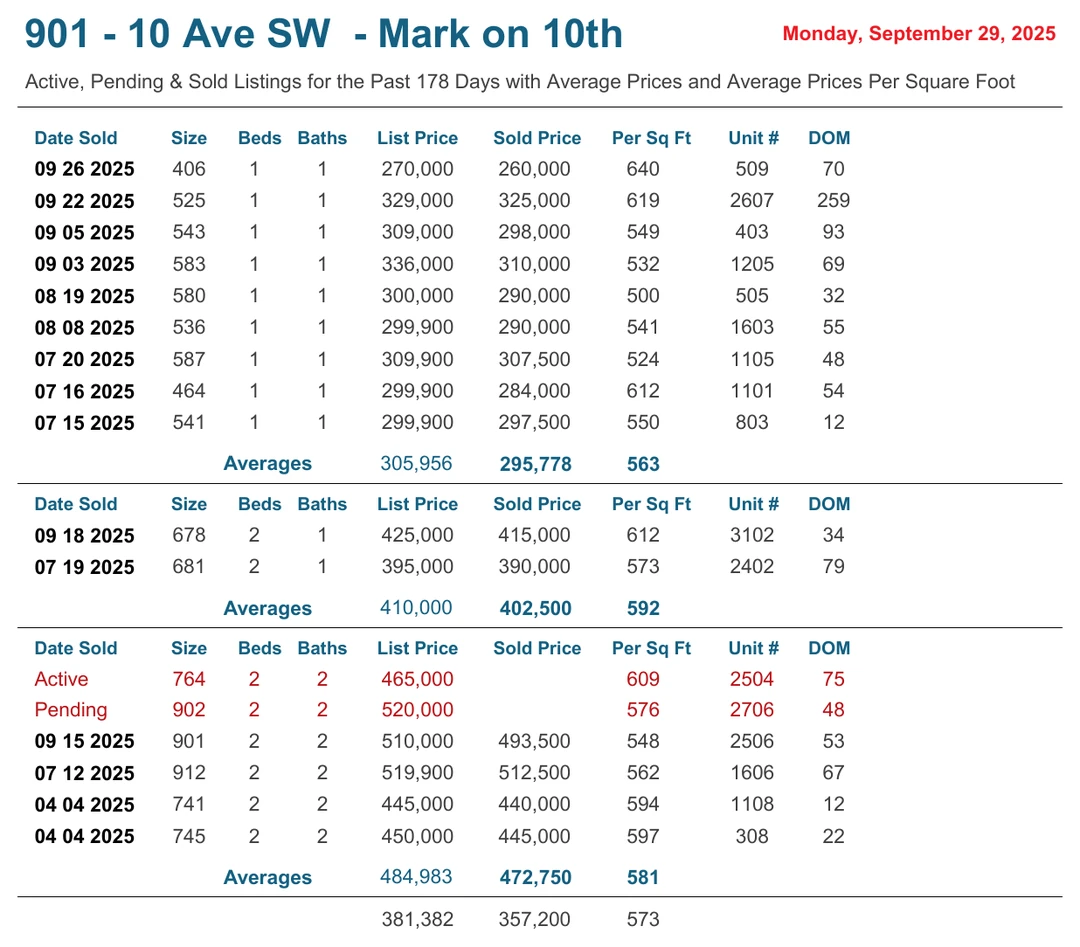 901 - 10 Ave SW - Mark on 10th Monday, September 29, 2025
Active, Pending & Sold Listings for the Past 178 Days with Average Prices and Average Prices Per Square Foot
Date Sold Size Beds Baths List Price Sold Price Per Sq Ft Unit # DOM
09 26 2025 406 1 1 270,000 260,000 640 509 70
09 22 2025 525 1 1 329,000 325,000 619 2607 259
09 05 2025 543 1 1 309,000 298,000 549 403 93
09 03 2025 583 1 1 336,000 310,000 532 1205 69
08 19 2025 580 1 1 300,000 290,000 500 505 32
08 08 2025 536 1 1 299,900 290,000 541 1603 55
07 20 2025 587 1 1 309,900 307,500 524 1105 48
07 16 2025 464 1 1 299,900 284,000 612 1101 54
07 15 2025 541 1 1 299,900 297,500 550 803 12
Averages 305,956 295,778 563
Date Sold Size Beds Baths List Price Sold Price Per Sq Ft Unit # DOM
09 18 2025 678 2 1 425,000 415,000 612 3102 34
07 19 2025 681 2 1 395,000 390,000 573 2402 79
Averages 410,000 402,500 592
Date Sold Size Beds Baths List Price Sold Price Per Sq Ft Unit # DOM
Active 764 2 2 465,000 609 2504 75
Pending 902 2 2 520,000 576 2706 48
09 15 2025 901 2 2 510,000 493,500 548 2506 53
07 12 2025 912 2 2 519,900 512,500 562 1606 67
04 04 2025 741 2 2 445,000 440,000 594 1108 12
04 04 2025 745 2 2 450,000 445,000 597 308 22
Averages 484,983 472,750 581
381,382 357,200 573